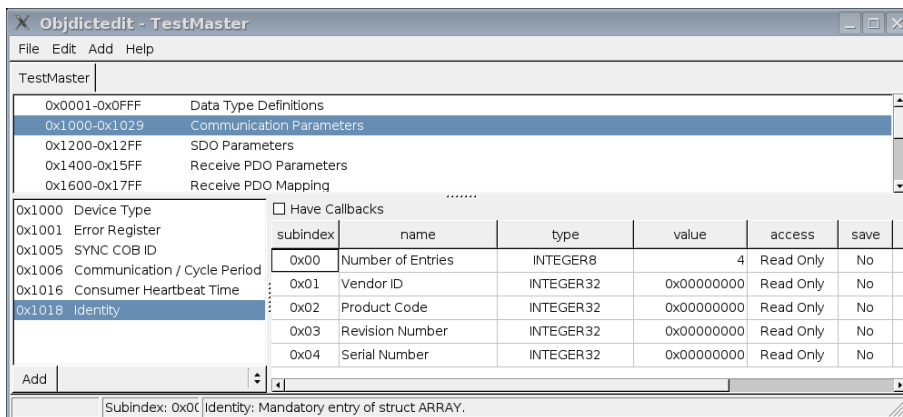 Objdictedit - TestMaster
File Edit Add Help
TestMaster
0x0001-0x0FFF Data Type Definitions
0x1000-0x1029 Communication Parameters
0x1200-0x12FF SDO Parameters
0x1400-0x15FF Receive PDO Parameters
0x1600-0x17FF Receive PDO Mapping
0x1000 Device Type
0x1001 Error Register
0x1005 SYNC COB ID
0x1006 Communication / Cycle Period
0x1016 Consumer Heartbeat Time
0x1018 Identity
Add
Have Callbacks
subindex name type value access save
0x00 Number of Entries INTEGER8 4 Read Only No
0x01 Vendor ID INTEGER32 0x00000000 Read Only No
0x02 Product Code INTEGER32 0x00000000 Read Only No
0x03 Revision Number INTEGER32 0x00000000 Read Only No
0x04 Serial Number INTEGER32 0x00000000 Read Only No
Subindex: 0x00 Identity: Mandatory entry of struct ARRAY.